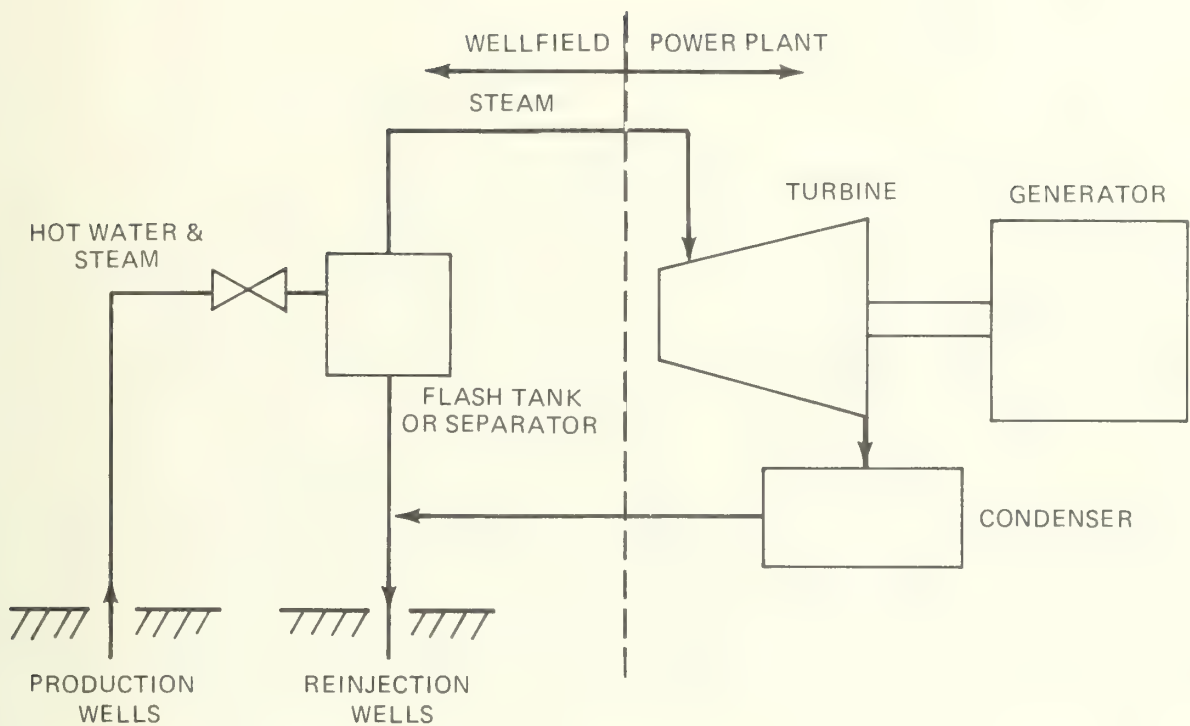 WELLFIELD POWER PLANT
STEAM
TURBINE
GENERATOR
HOT WATER &
STEAM
FLASH TANK
OR SEPARATOR
CONDENSER
PRODUCTION
WELLS
REINJECTION
WELLS